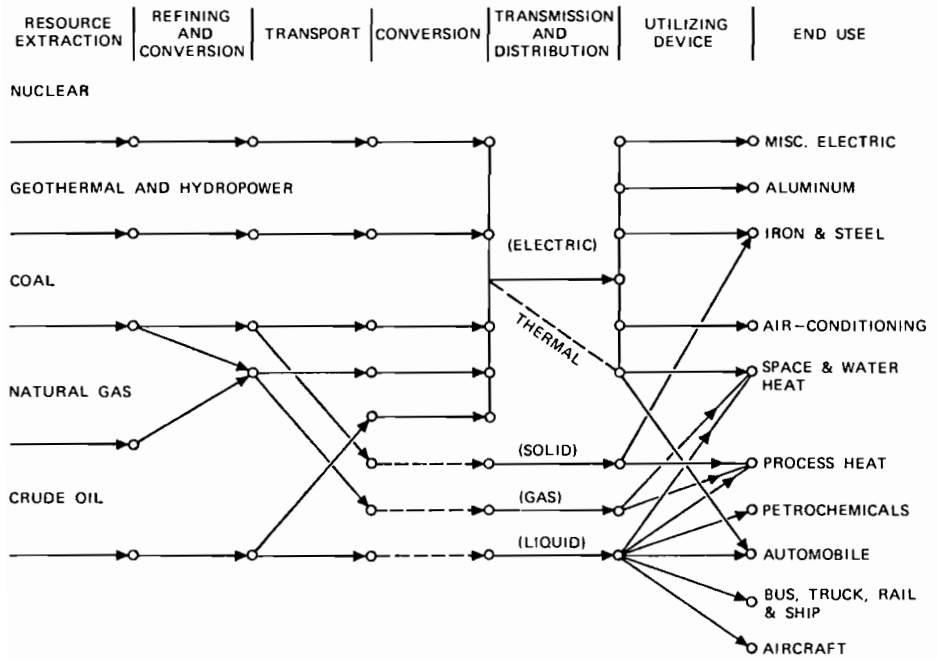 RESOURCE EXTRACTION
REFINING AND CONVERSION
TRANSPORT
CONVERSION
TRANSMISSION AND DISTRIBUTION
UTILIZING DEVICE
END USE
NUCLEAR
MISC. ELECTRIC
GEOTHERMAL AND HYDROPOWER
ALUMINUM
(ELECTRIC)
IRON & STEEL
COAL
THERMAL
AIR-CONDITIONING
NATURAL GAS
SPACE & WATER
HEAT
(SOLID)
PROCESS HEAT
CRUDE OIL
(GAS)
PETROCHEMICALS
(LIQUID)
AUTOMOBILE
BUS, TRUCK, RAIL
& SHIP
AIRCRAFT